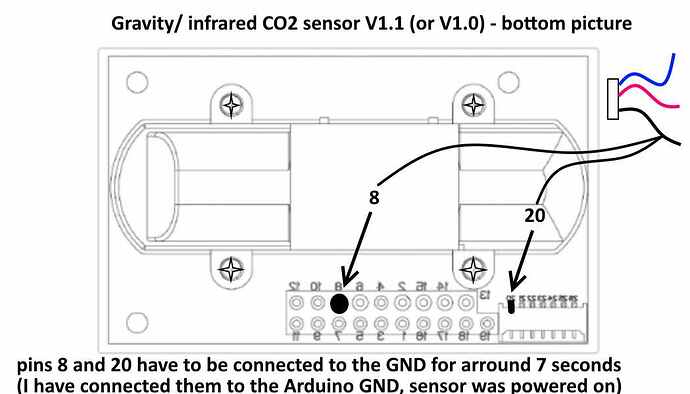 Gravity/ infrared CO2 sensor V1.1 (or V1.0) - bottom picture
8
20
12 10 8 6 4 2 15 14 13
11 9 7 5 3 1 16 17 18 19
pins 8 and 20 have to be connected to the GND for arround 7 seconds
(I have connected them to the Arduino GND, sensor was powered on)